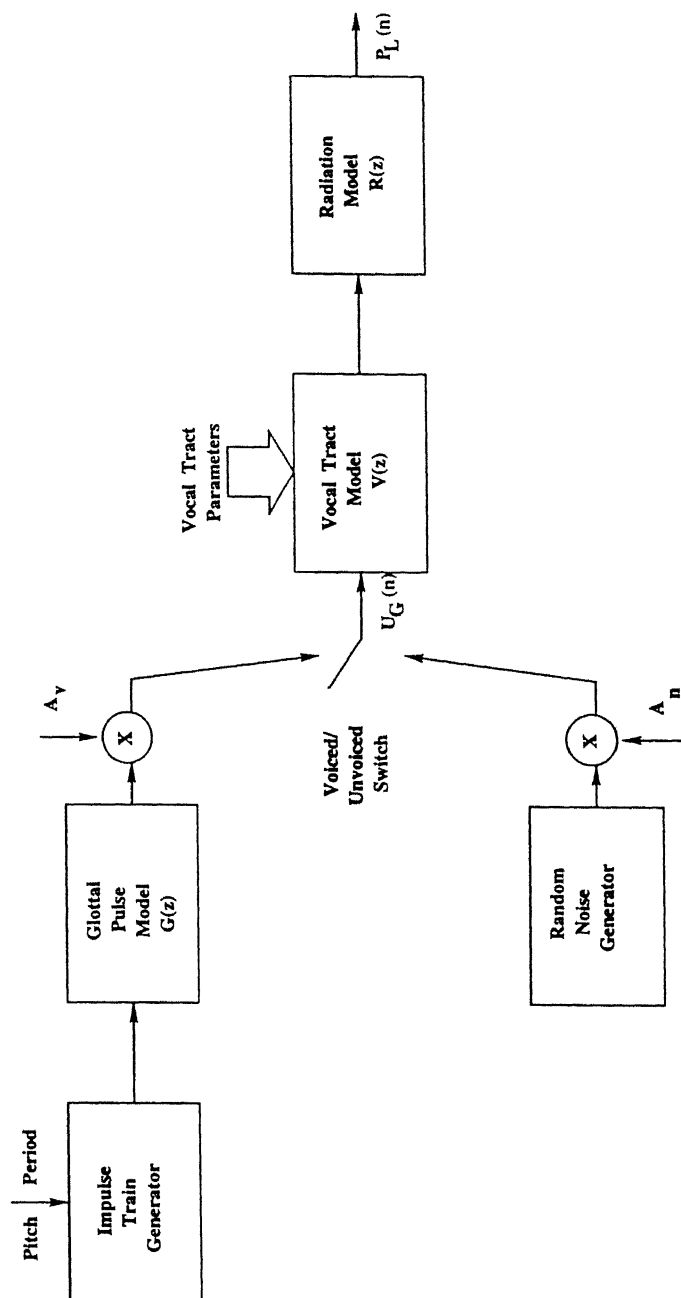 Pitch Period
Impulse
Train
Generator
Glottal
Pulse
Model
G(z)
A_v
X
Voiced/
Unvoiced
Switch
Random
Noise
Generator
X
A_n
U_G(n)
Vocal Tract
Parameters
Vocal Tract
Model
V(z)
Radiation
Model
R(z)
P_L(n)